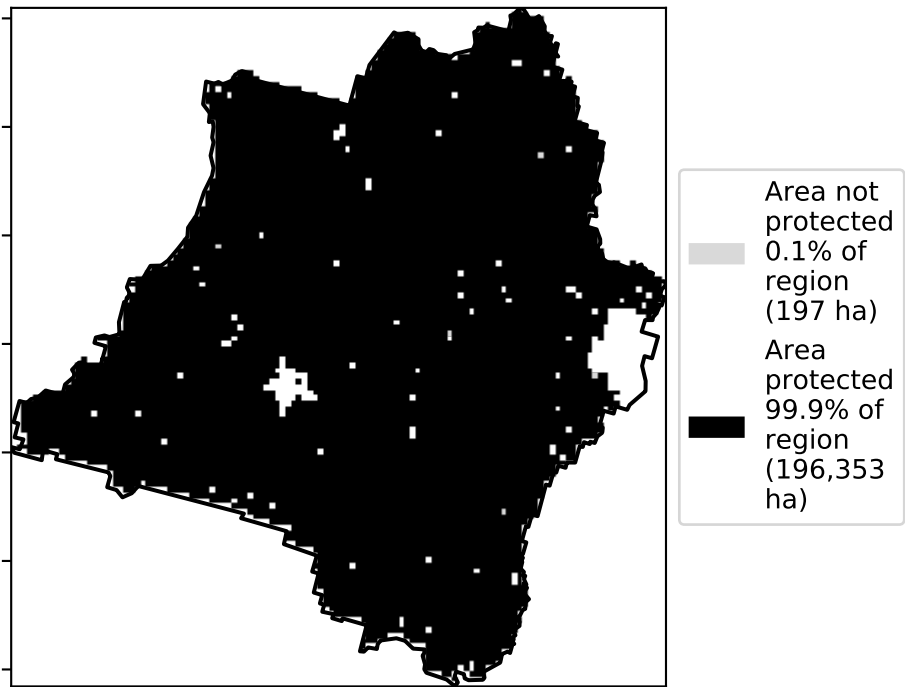 Area not
protected
0.1% of
region
(197 ha)
Area
protected
99.9% of
region
(196,353
ha)